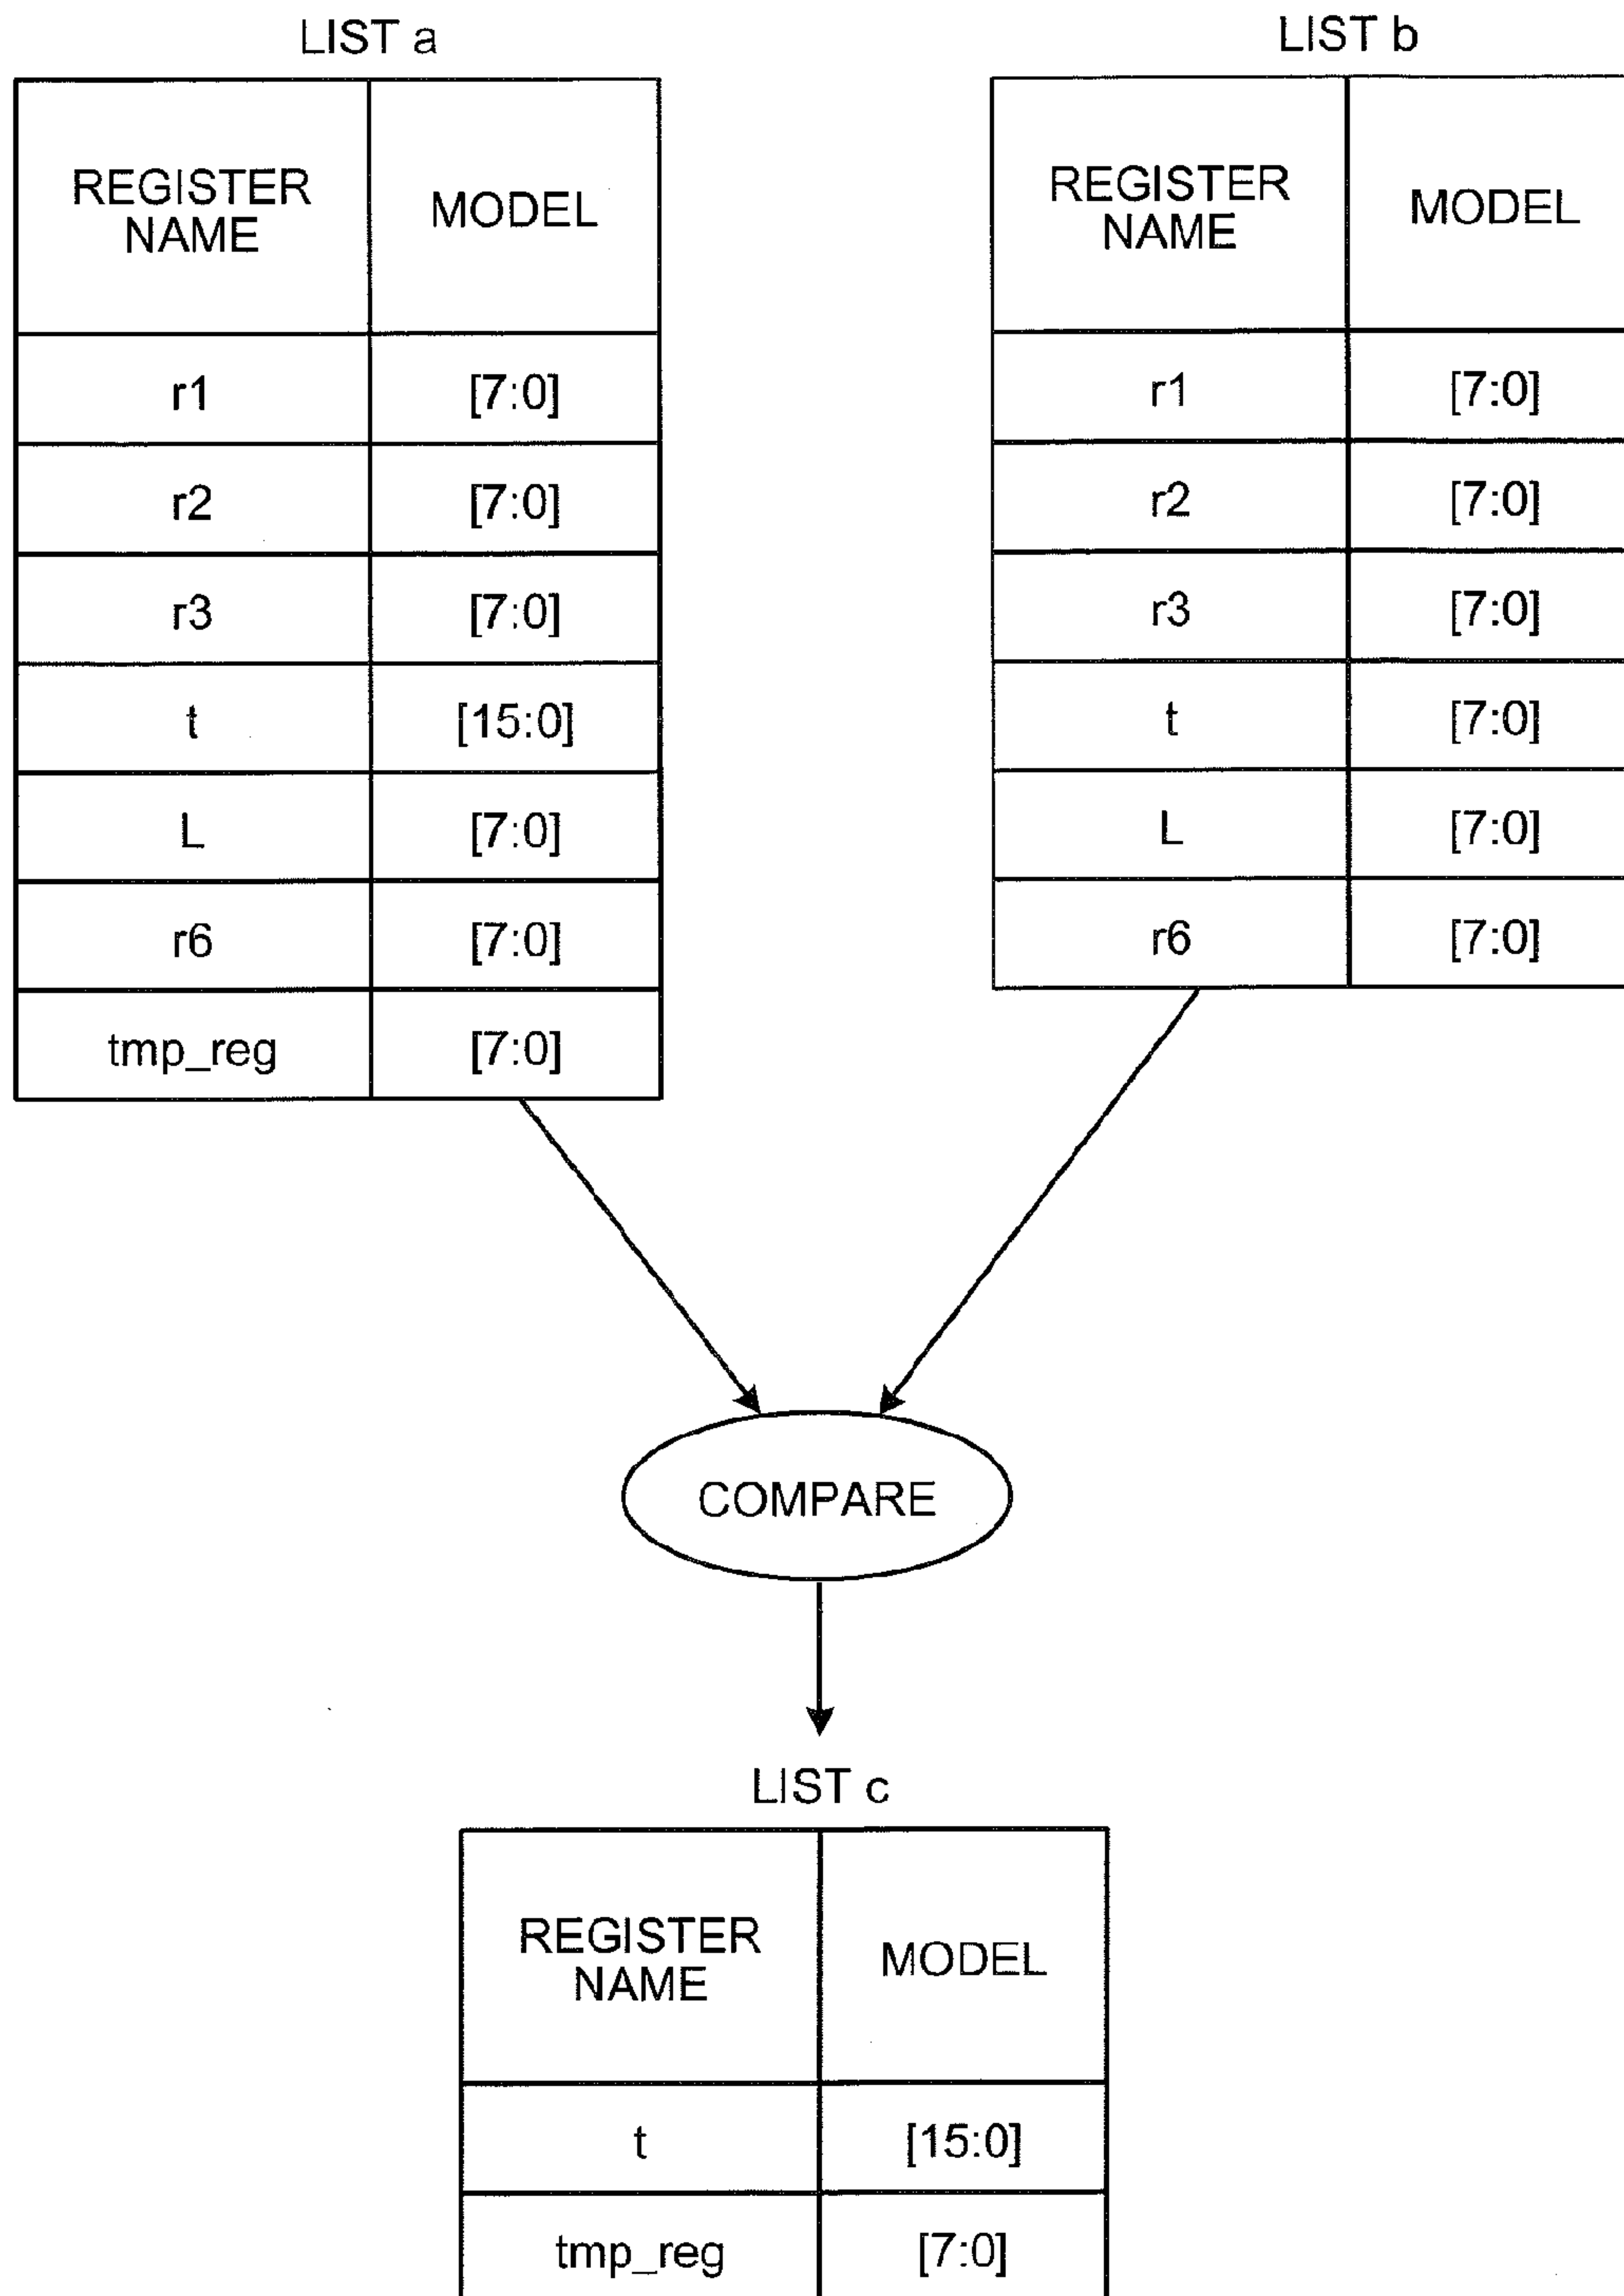 LIST a
REGISTER NAME MODEL
r1 [7:0]
r2 [7:0]
r3 [7:0]
t [15:0]
L [7:0]
r6 [7:0]
tmp_reg [7:0]
LIST b
REGISTER NAME MODEL
r1 [7:0]
r2 [7:0]
r3 [7:0]
t [7:0]
L [7:0]
r6 [7:0]
COMPARE
LIST c
REGISTER NAME MODEL
t [15:0]
tmp_reg [7:0]